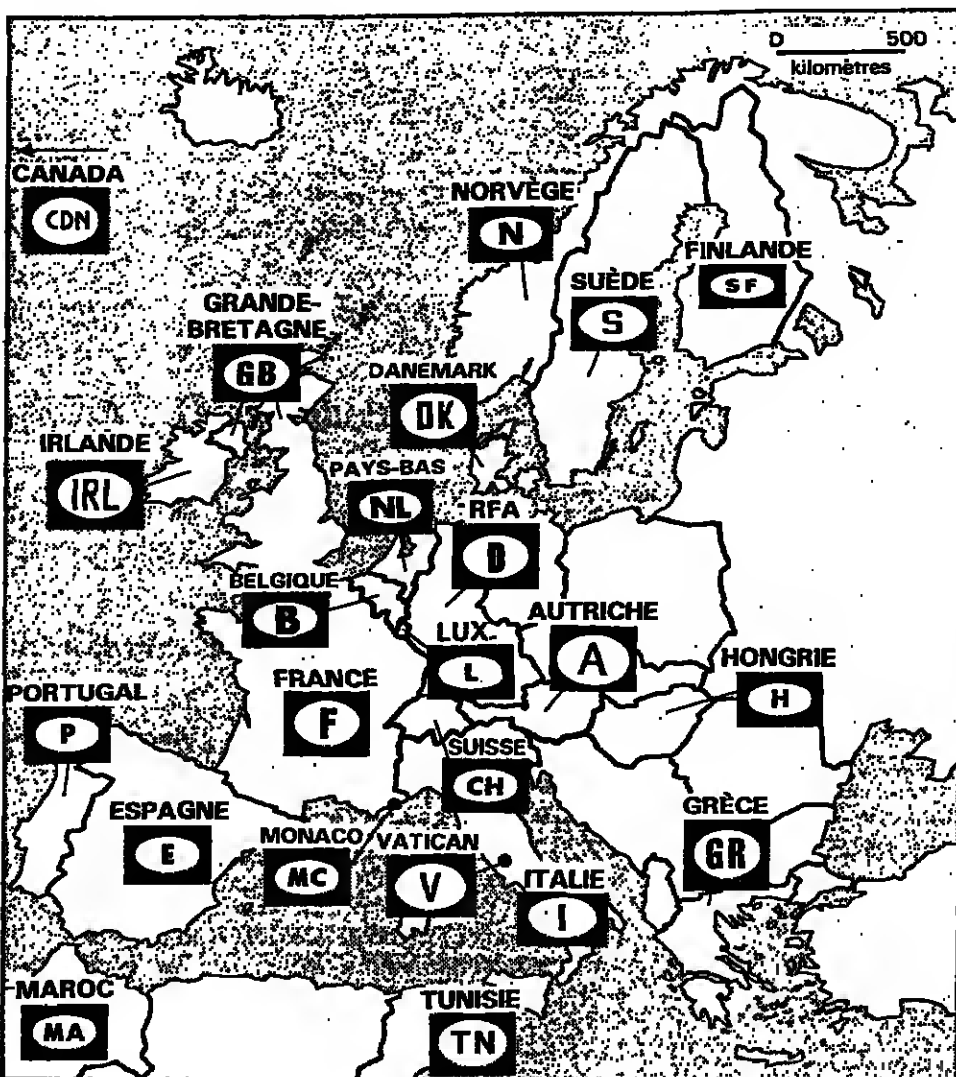 0 500
kilomètres
CANADA
CDN
NORVÈGE
N
FINLANDE
SF
SUÈDE
S
GRANDE-
BRETAGNE
GB
DANEMARK
DK
IRLANDE
IRL
PAYS-BAS
NL
RFA
D
BELGIQUE
B
AUTRICHE
A
LUX.
L
HONGRIE
H
FRANCE
F
PORTUGAL
P
SUISSE
CH
ESPAGNE
E
MONACO
MC
VATICAN
V
GRÈCE
GR
ITALIE
I
MAROC
MA
TUNISIE
TN